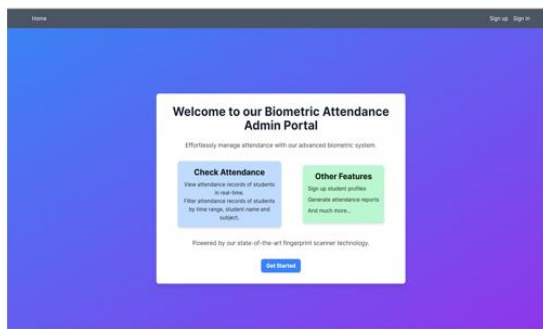 Home
Sign up Sign In
Welcome to our Biometric Attendance
Admin Portal
Effortlessly manage attendance with our advanced biometric system.
Check Attendance
View attendance records of students
in real-time.
Filter attendance records of students
by time range, student name and
subject.
Other Features
Sign up student profiles
Generate attendance reports
And much more...
Powered by our state-of-the-art fingerprint scanner technology.
Get Started